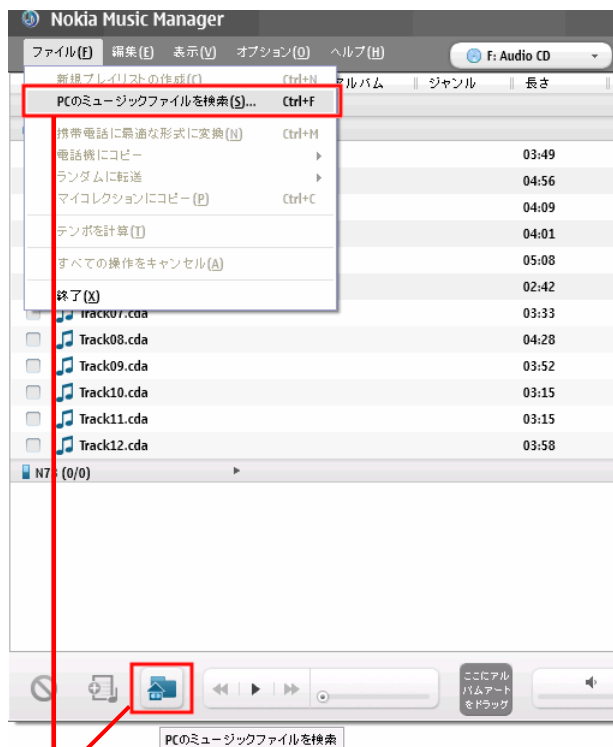 Nokia Music Manager
ファイル(F) 編集(E) 表示(V) オプション(O) ヘルプ(H) F: Audio CD
アルバム ジャンル 長さ
新規プレイリストの作成(C) Ctrl+N
PCのミュージックファイルを検索(S)... Ctrl+F
携帯電話に最適な形式に変換(N) Ctrl+M
電話機にコピー
ランダムに転送
マイコレクションにコピー(P) Ctrl+C
テンポを計算(T)
すべての操作をキャンセル(A)
終了(X)
03:49
04:56
04:09
04:01
05:08
02:42
Track07.cda 03:33
Track08.cda 04:28
Track09.cda 03:52
Track10.cda 03:15
Track11.cda 03:15
Track12.cda 03:58
N73 (0/0)
ここにアル
バムアート
をドラッグ
PCのミュージックファイルを検索